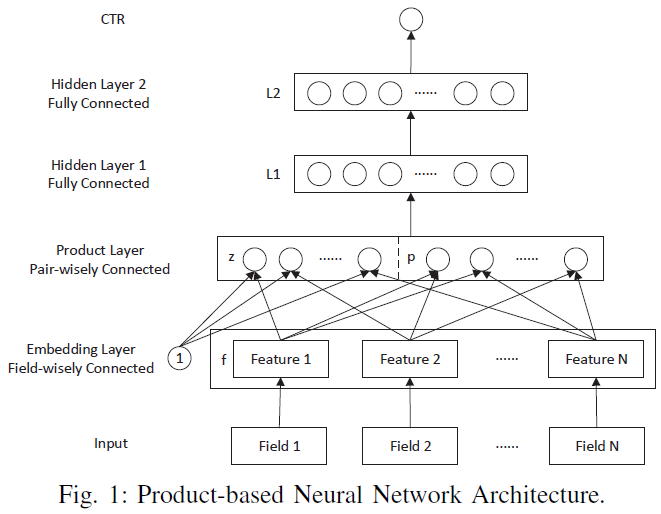 CTR
Hidden Layer 2
Fully Connected
L2
......
Hidden Layer 1
Fully Connected
L1
......
Product Layer
Pair-wisely Connected
z
......
p
......
Embedding Layer
Field-wisely Connected
1
f
Feature 1
Feature 2
......
Feature N
Input
Field 1
Field 2
......
Field N
Fig. 1: Product-based Neural Network Architecture.